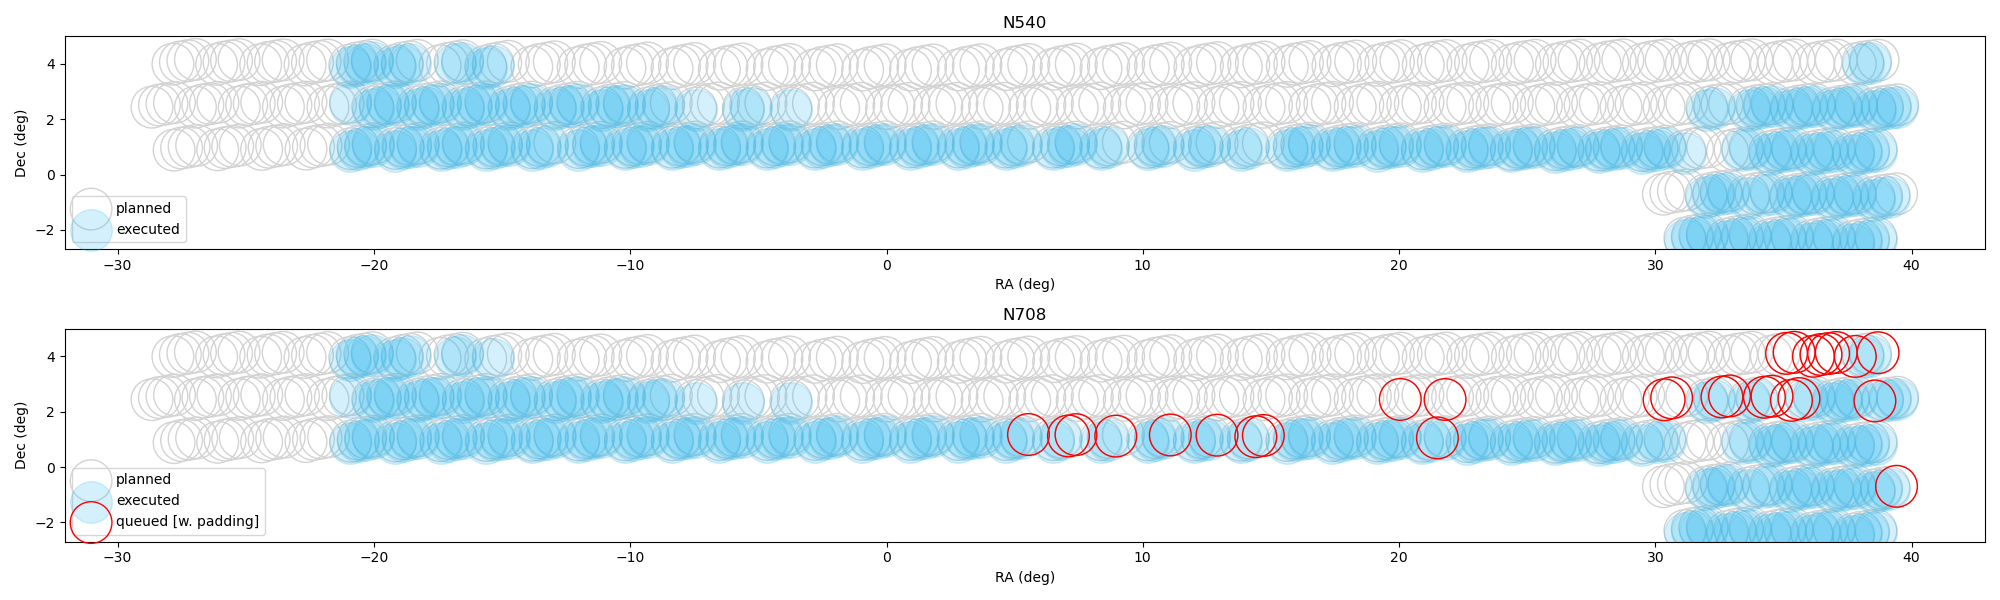 N540
4
2
0
−2
Dec (deg)
planned
executed
−30 −20 −10 0 10 20 30 40
RA (deg)
N708
4
2
0
−2
Dec (deg)
planned
executed
queued [w. padding]
−30 −20 −10 0 10 20 30 40
RA (deg)